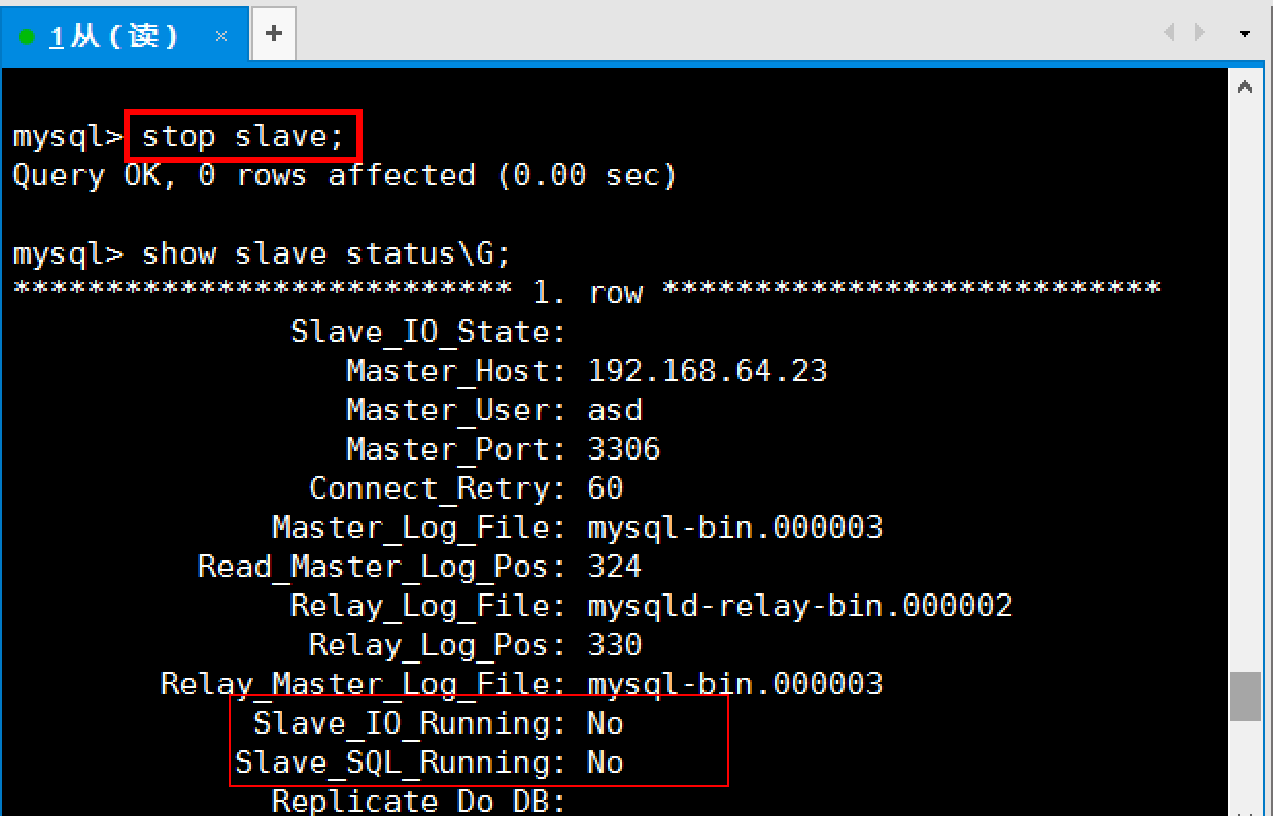 1从(读) × +
mysql> stop slave;
Query OK, 0 rows affected (0.00 sec)
mysql> show slave status\G;
*************************** 1. row ***************************
Slave_IO_State:
Master_Host: 192.168.64.23
Master_User: asd
Master_Port: 3306
Connect_Retry: 60
Master_Log_File: mysql-bin.000003
Read_Master_Log_Pos: 324
Relay_Log_File: mysqld-relay-bin.000002
Relay_Log_Pos: 330
Relay_Master_Log_File: mysql-bin.000003
Slave_IO_Running: No
Slave_SQL_Running: No
Replicate_Do_DB: